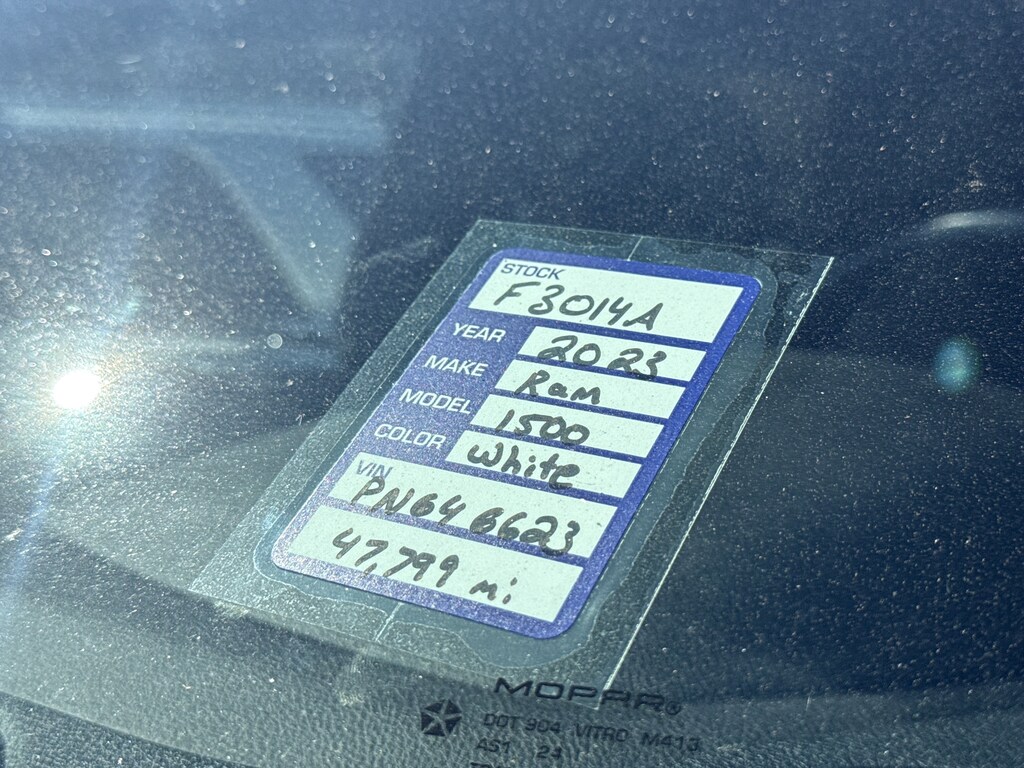 STOCK
F3014A
YEAR 2023
MAKE Ram
MODEL 1500
COLOR White
VIN
PN646623
47,799 mi
MOPAR®
DOT 904 VITRO M413
AS1 24